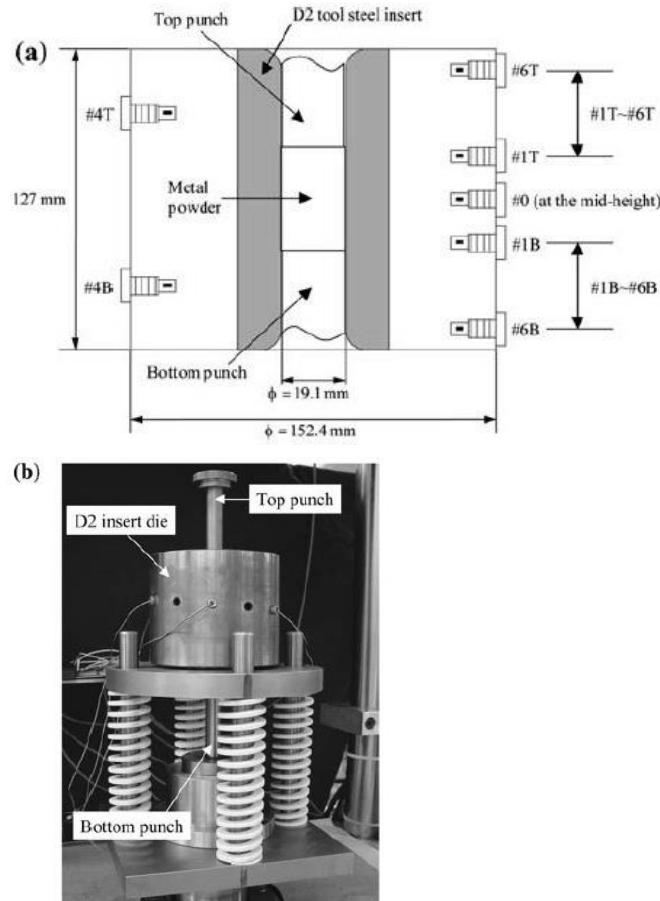 Top punch
D2 tool steel insert
(a)
#6T
#4T
#1T~#6T
#1T
127 mm
Metal
powder
#0 (at the mid-height)
#1B
#4B
#1B~#6B
#6B
Bottom punch
ϕ = 19.1 mm
ϕ = 152.4 mm
(b)
Top punch
D2 insert die
Bottom punch